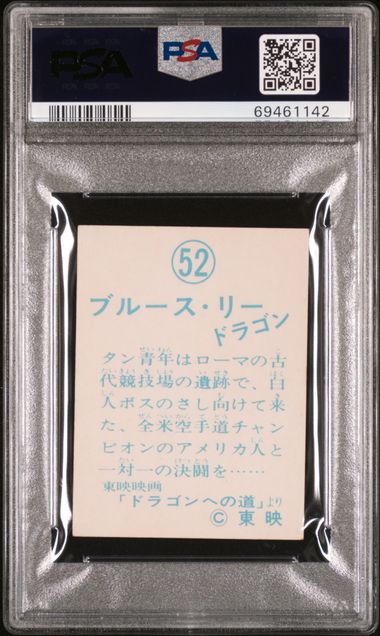 PSA
PSA
69461142
52
ブルース・リー
ドラゴン
タン青年はローマの古
代競技場の遺跡で、白
人ボスのさし向けて来
た、全米空手道チャン
ピオンのアメリカ人と
一対一の決闘を……
東映映画
「ドラゴンへの道」より
© 東映